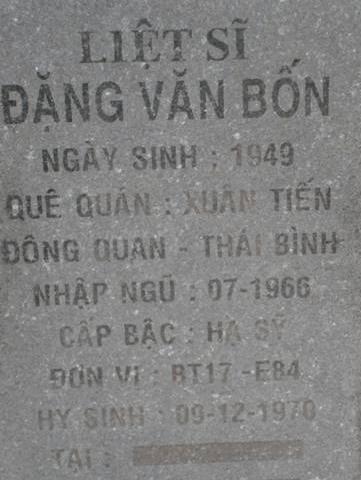 LIỆT SĨ
ĐẶNG VĂN BỐN
NGÀY SINH : 1949
QUÊ QUÁN : XUÂN TIẾN
ĐÔNG QUAN - THÁI BÌNH
NHẬP NGŨ : 07-1966
CẤP BẬC : HẠ SỸ
ĐƠN VỊ : BT17 -E84
HY SINH : 09-12-1970
TẠI :